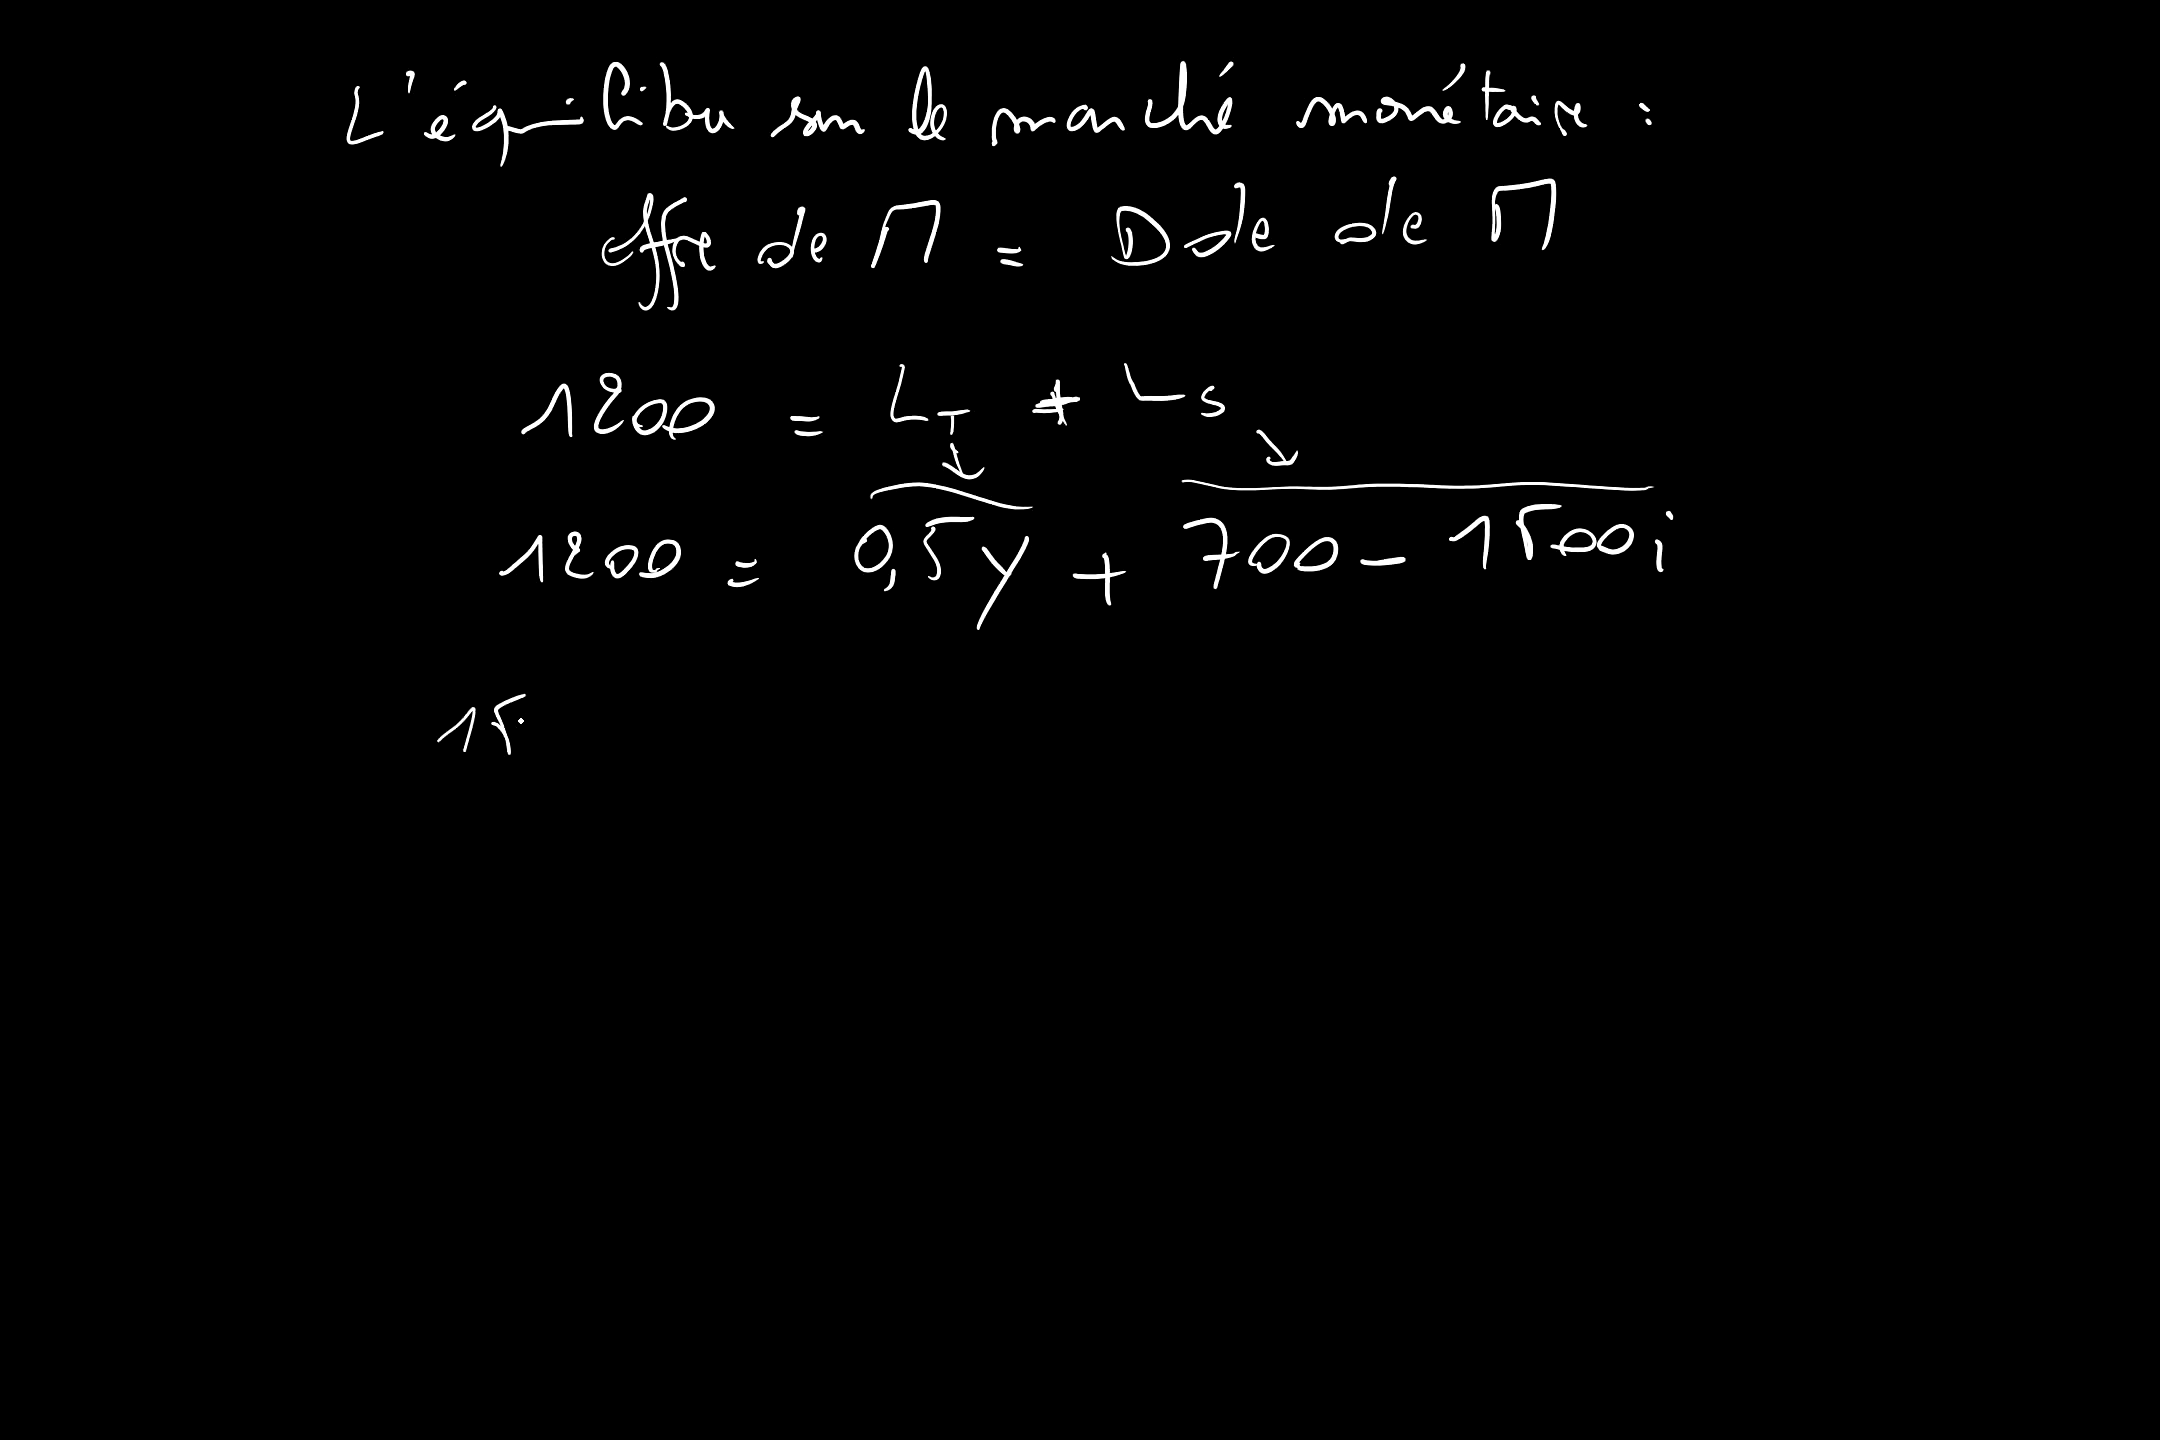 L'équilibre sur le marché monétaire :
offre de M = Dde de M
1200 = L_T + L_S
1200 = 0,5y + 700 - 1500i
15